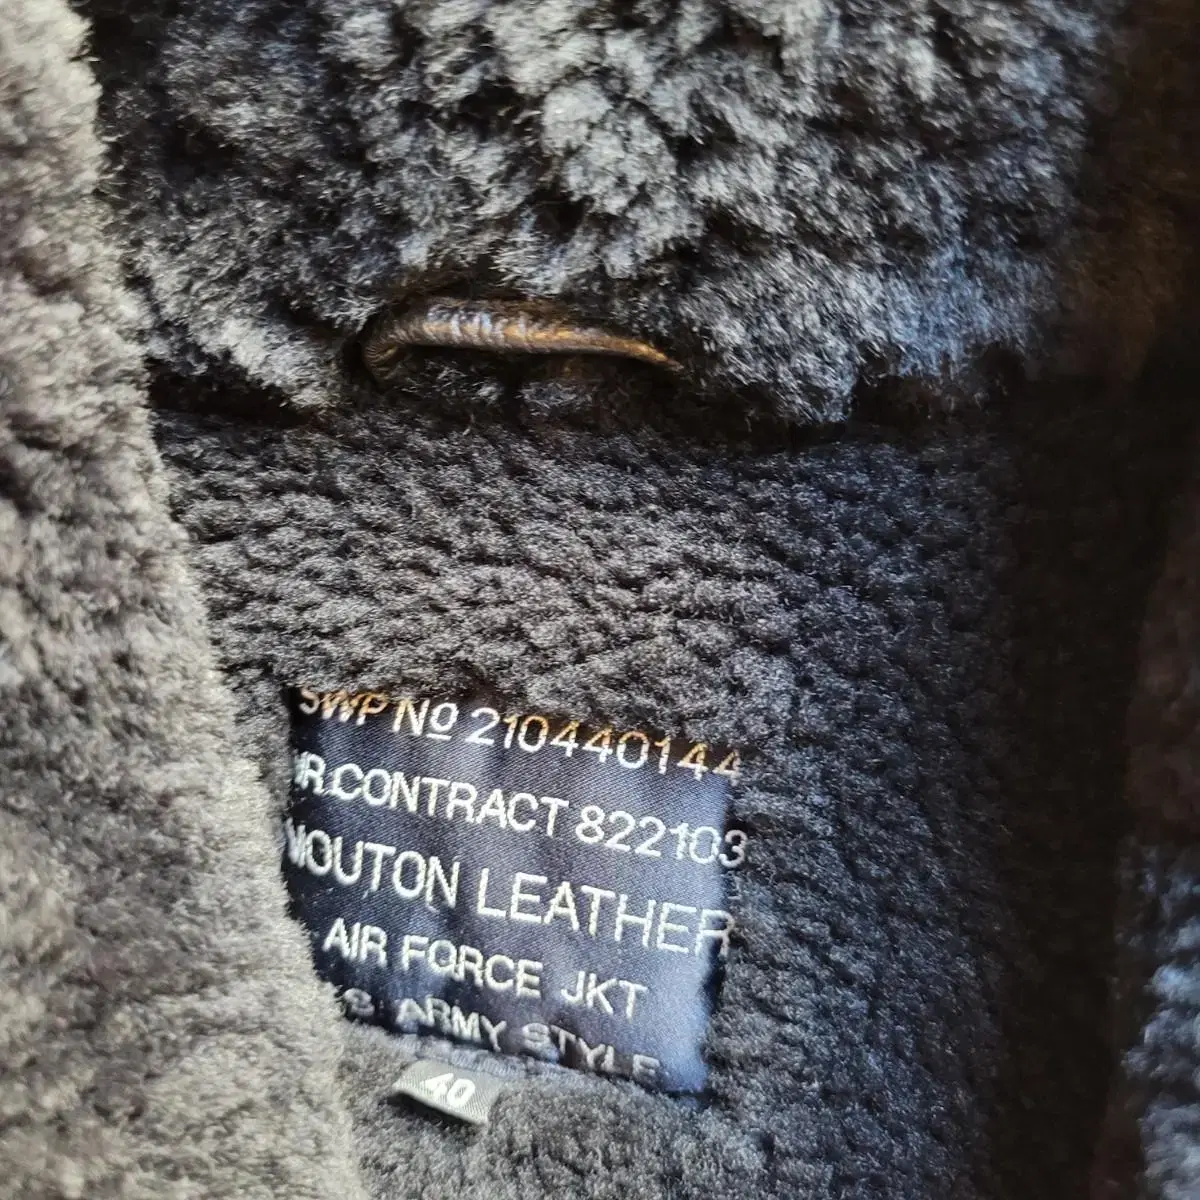 SWP No 210440144
R.CONTRACT 822103
MOUTON LEATHER
AIR FORCE JKT
S. ARMY STYLE
40